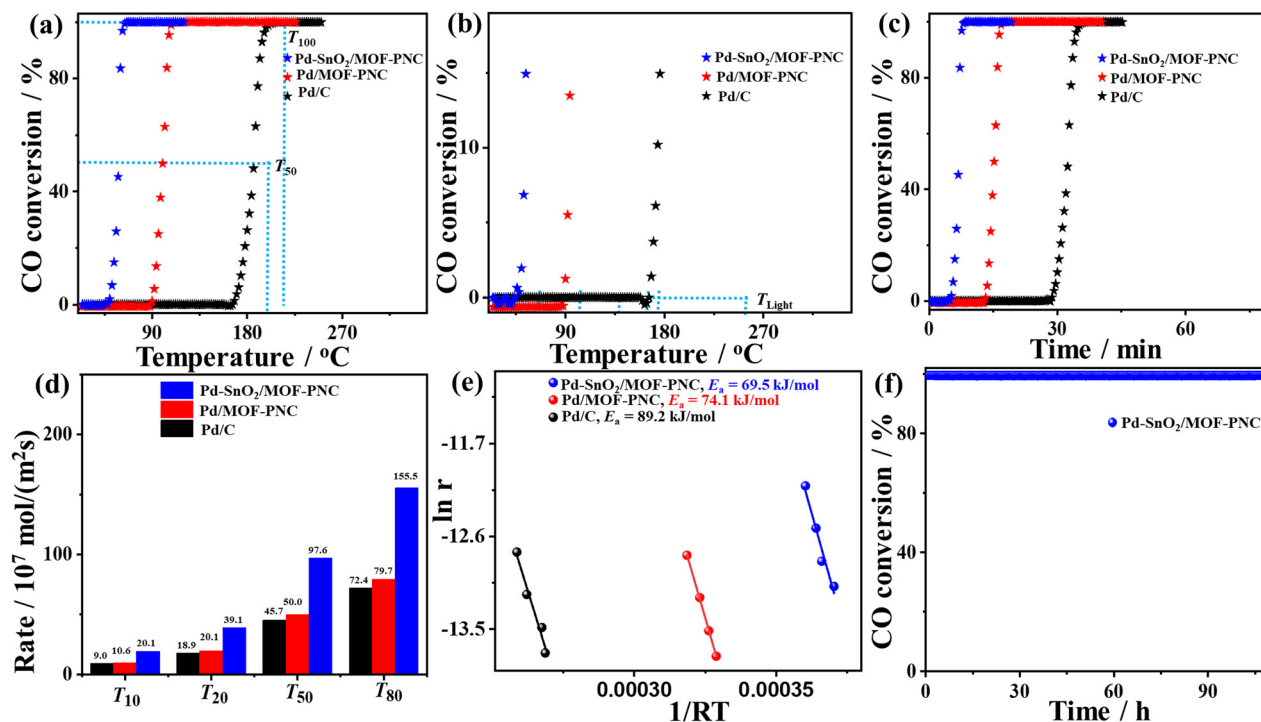 (a)
CO conversion / %
80
40
0
90
180
270
Temperature / °C
T100
Pd-SnO2/MOF-PNC
Pd/MOF-PNC
Pd/C
T50
(b)
CO conversion / %
10
0
90
180
270
Temperature / °C
Pd-SnO2/MOF-PNC
Pd/MOF-PNC
Pd/C
TLight
(c)
CO conversion / %
80
40
0
0
30
60
Time / min
Pd-SnO2/MOF-PNC
Pd/MOF-PNC
Pd/C
(d)
Rate / 10⁷ mol/(m²s)
200
100
0
Pd-SnO2/MOF-PNC
Pd/MOF-PNC
Pd/C
9.0 10.6 20.1
18.9 20.1 39.1
45.7 50.0 97.6
72.4 79.7 155.5
T10 T20 T50 T80
(e)
ln r
-11.7
-12.6
-13.5
0.00030
0.00035
1/RT
Pd-SnO2/MOF-PNC, Ea = 69.5 kJ/mol
Pd/MOF-PNC, Ea = 74.1 kJ/mol
Pd/C, Ea = 89.2 kJ/mol
(f)
CO conversion / %
80
40
0
0
30
60
90
Time / h
Pd-SnO2/MOF-PNC